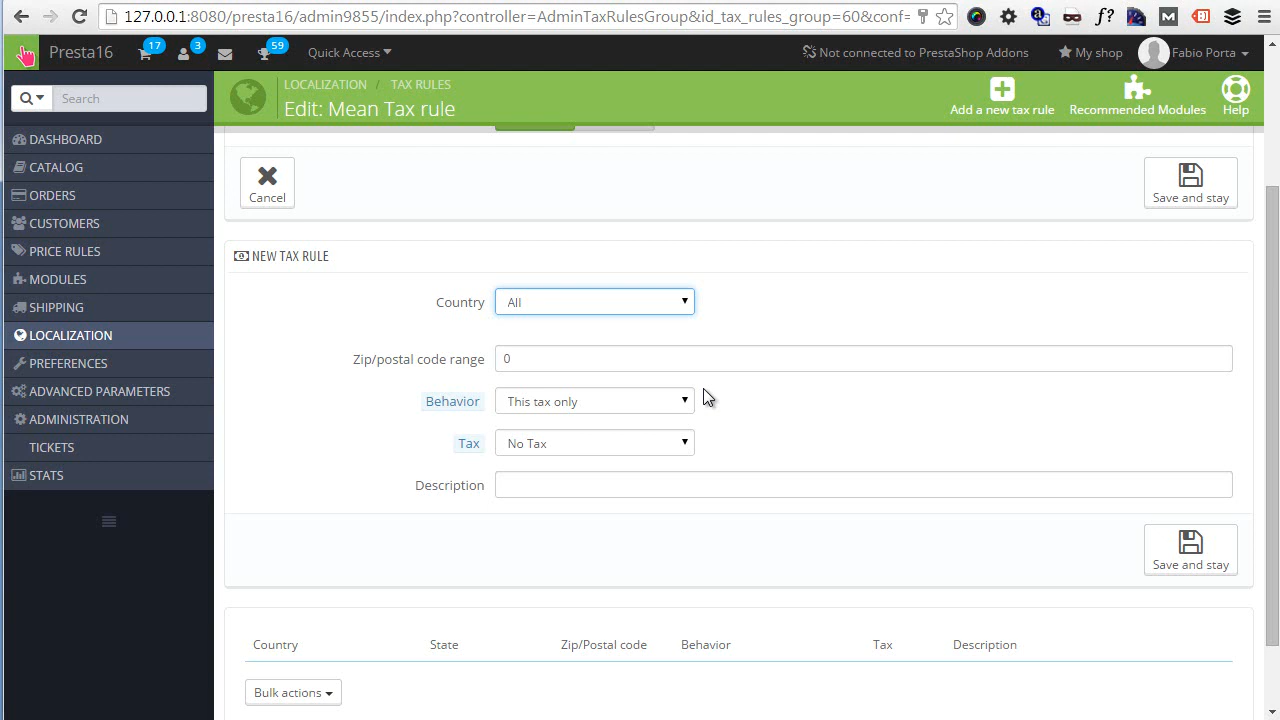 127.0.0.1:8080/presta16/admin9855/index.php?controller=AdminTaxRulesGroup&id_tax_rules_group=60&conf=
Presta16 17 3 59 Quick Access Not connected to PrestaShop Addons My shop Fabio Porta
Search
LOCALIZATION / TAX RULES
Edit: Mean Tax rule
Add a new tax rule Recommended Modules Help
DASHBOARD
CATALOG
ORDERS
CUSTOMERS
PRICE RULES
MODULES
SHIPPING
LOCALIZATION
PREFERENCES
ADVANCED PARAMETERS
ADMINISTRATION
TICKETS
STATS
Cancel Save and stay
NEW TAX RULE
Country All
Zip/postal code range 0
Behavior This tax only
Tax No Tax
Description
Save and stay
Country State Zip/Postal code Behavior Tax Description
Bulk actions